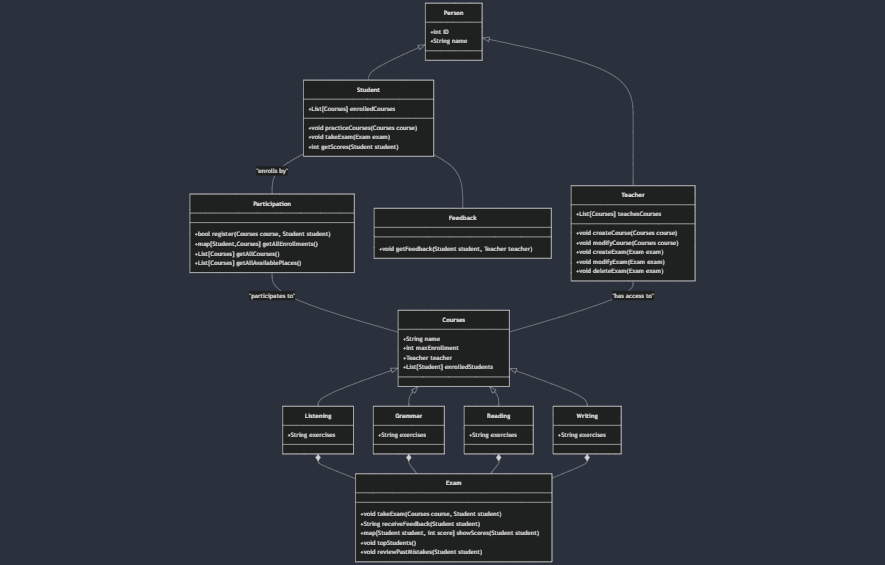 Person
+int ID
+String name
Student
+List[Courses] enrolledCourses
+void practiceCourses(Courses course)
+void takeExam(Exam exam)
+int getScores(Student student)
"enrolls by"
Participation
+bool register(Courses course, Student student)
+map[Student,Courses] getAllEnrollments()
+List[Courses] getAllCourses()
+List[Courses] getAllAvailablePlaces()
Feedback
+void getFeedback(Student student, Teacher teacher)
Teacher
+List[Courses] teachesCourses
+void createCourse(Courses course)
+void modifyCourse(Courses course)
+void createExam(Exam exam)
+void modifyExam(Exam exam)
+void deleteExam(Exam exam)
"participates to"
"has access to"
Courses
+String name
+int maxEnrollment
+Teacher teacher
+List[Student] enrolledStudents
Listening
+String exercises
Grammar
+String exercises
Reading
+String exercises
Writing
+String exercises
Exam
+void takeExam(Courses course, Student student)
+String receiveFeedback(Student student)
+map[Student student, int score] showScores(Student student)
+void topStudents()
+void reviewPastMistakes(Student student)